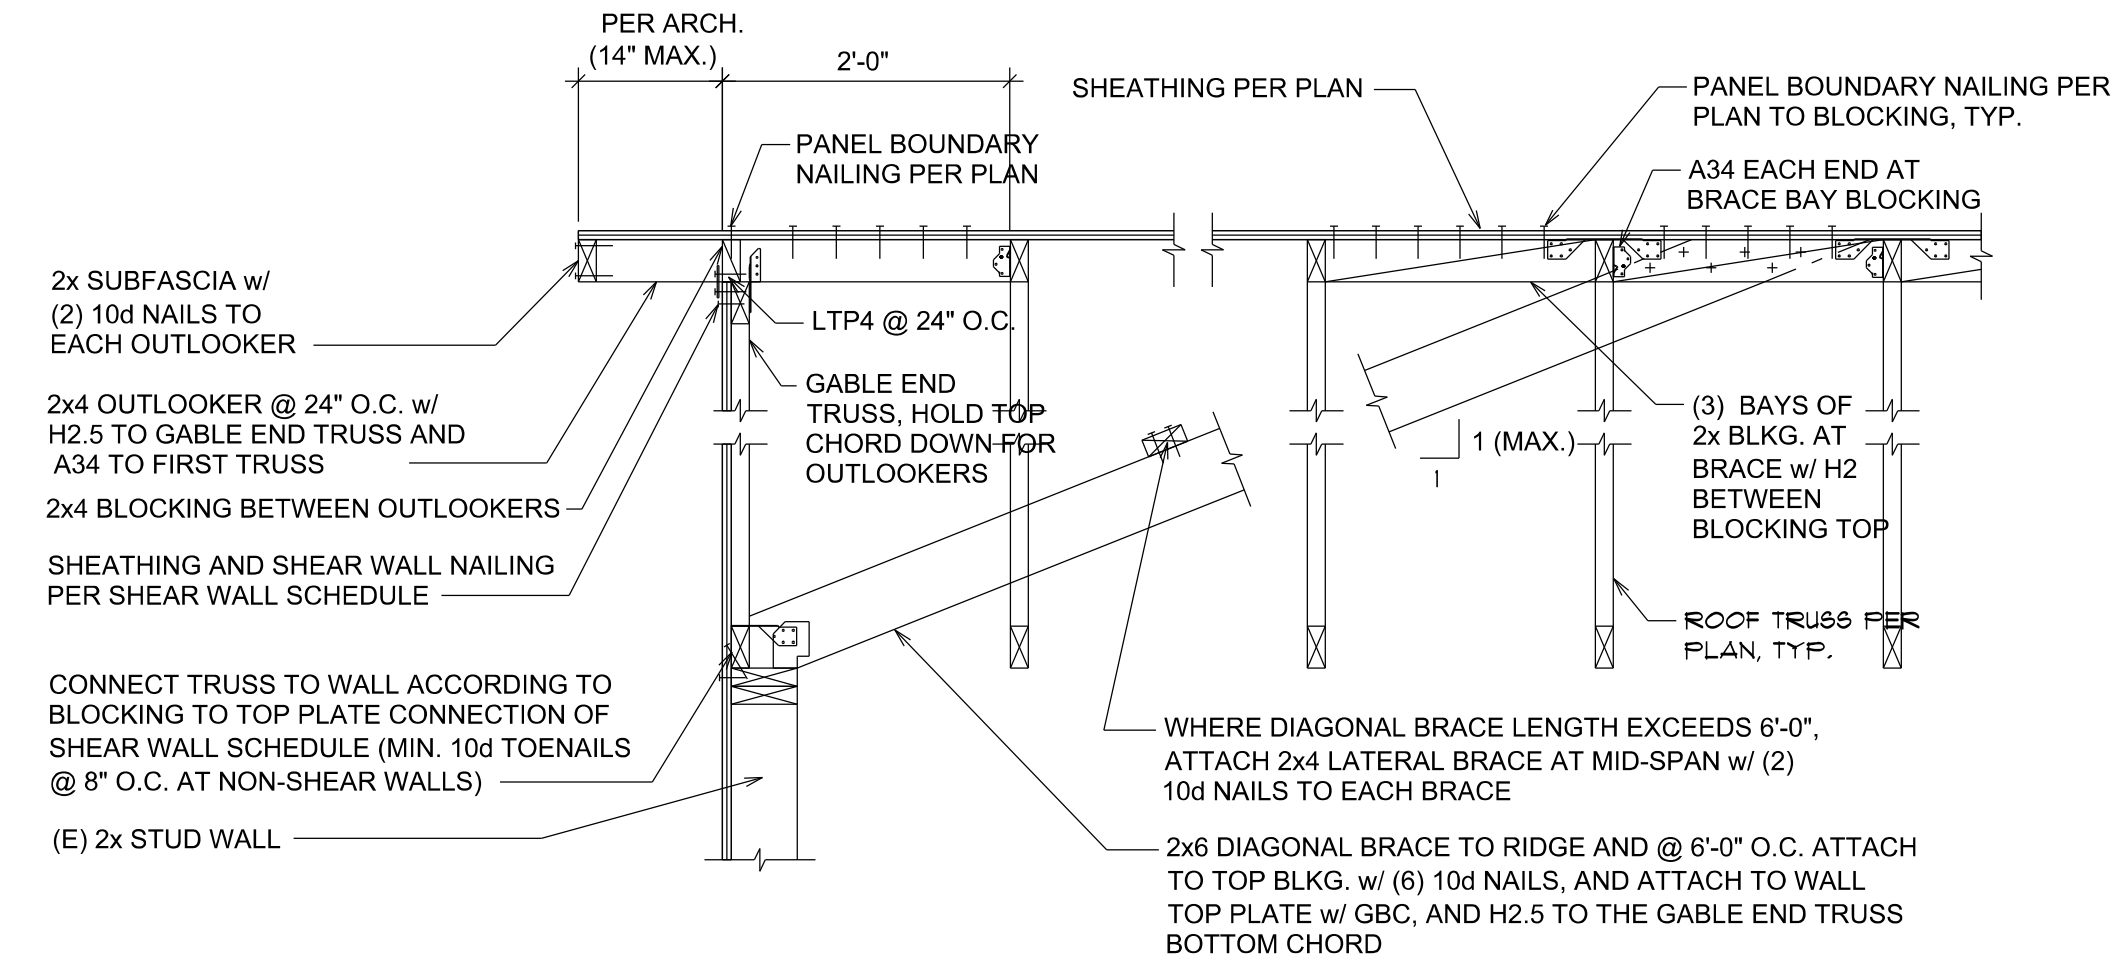 PER ARCH.
(14" MAX.)
2'-0"
SHEATHING PER PLAN
PANEL BOUNDARY NAILING PER
PLAN TO BLOCKING, TYP.
PANEL BOUNDARY
NAILING PER PLAN
A34 EACH END AT
BRACE BAY BLOCKING
2x SUBFASCIA w/
(2) 10d NAILS TO
EACH OUTLOOKER
LTP4 @ 24" O.C.
2x4 OUTLOOKER @ 24" O.C. w/
H2.5 TO GABLE END TRUSS AND
A34 TO FIRST TRUSS
GABLE END
TRUSS, HOLD TOP
CHORD DOWN FOR
OUTLOOKERS
1 (MAX.)
1
(3) BAYS OF
2x BLKG. AT
BRACE w/ H2
BETWEEN
BLOCKING TOP
2x4 BLOCKING BETWEEN OUTLOOKERS
SHEATHING AND SHEAR WALL NAILING
PER SHEAR WALL SCHEDULE
ROOF TRUSS PER
PLAN, TYP.
CONNECT TRUSS TO WALL ACCORDING TO
BLOCKING TO TOP PLATE CONNECTION OF
SHEAR WALL SCHEDULE (MIN. 10d TOENAILS
@ 8" O.C. AT NON-SHEAR WALLS)
WHERE DIAGONAL BRACE LENGTH EXCEEDS 6'-0",
ATTACH 2x4 LATERAL BRACE AT MID-SPAN w/ (2)
10d NAILS TO EACH BRACE
(E) 2x STUD WALL
2x6 DIAGONAL BRACE TO RIDGE AND @ 6'-0" O.C. ATTACH
TO TOP BLKG. w/ (6) 10d NAILS, AND ATTACH TO WALL
TOP PLATE w/ GBC, AND H2.5 TO THE GABLE END TRUSS
BOTTOM CHORD